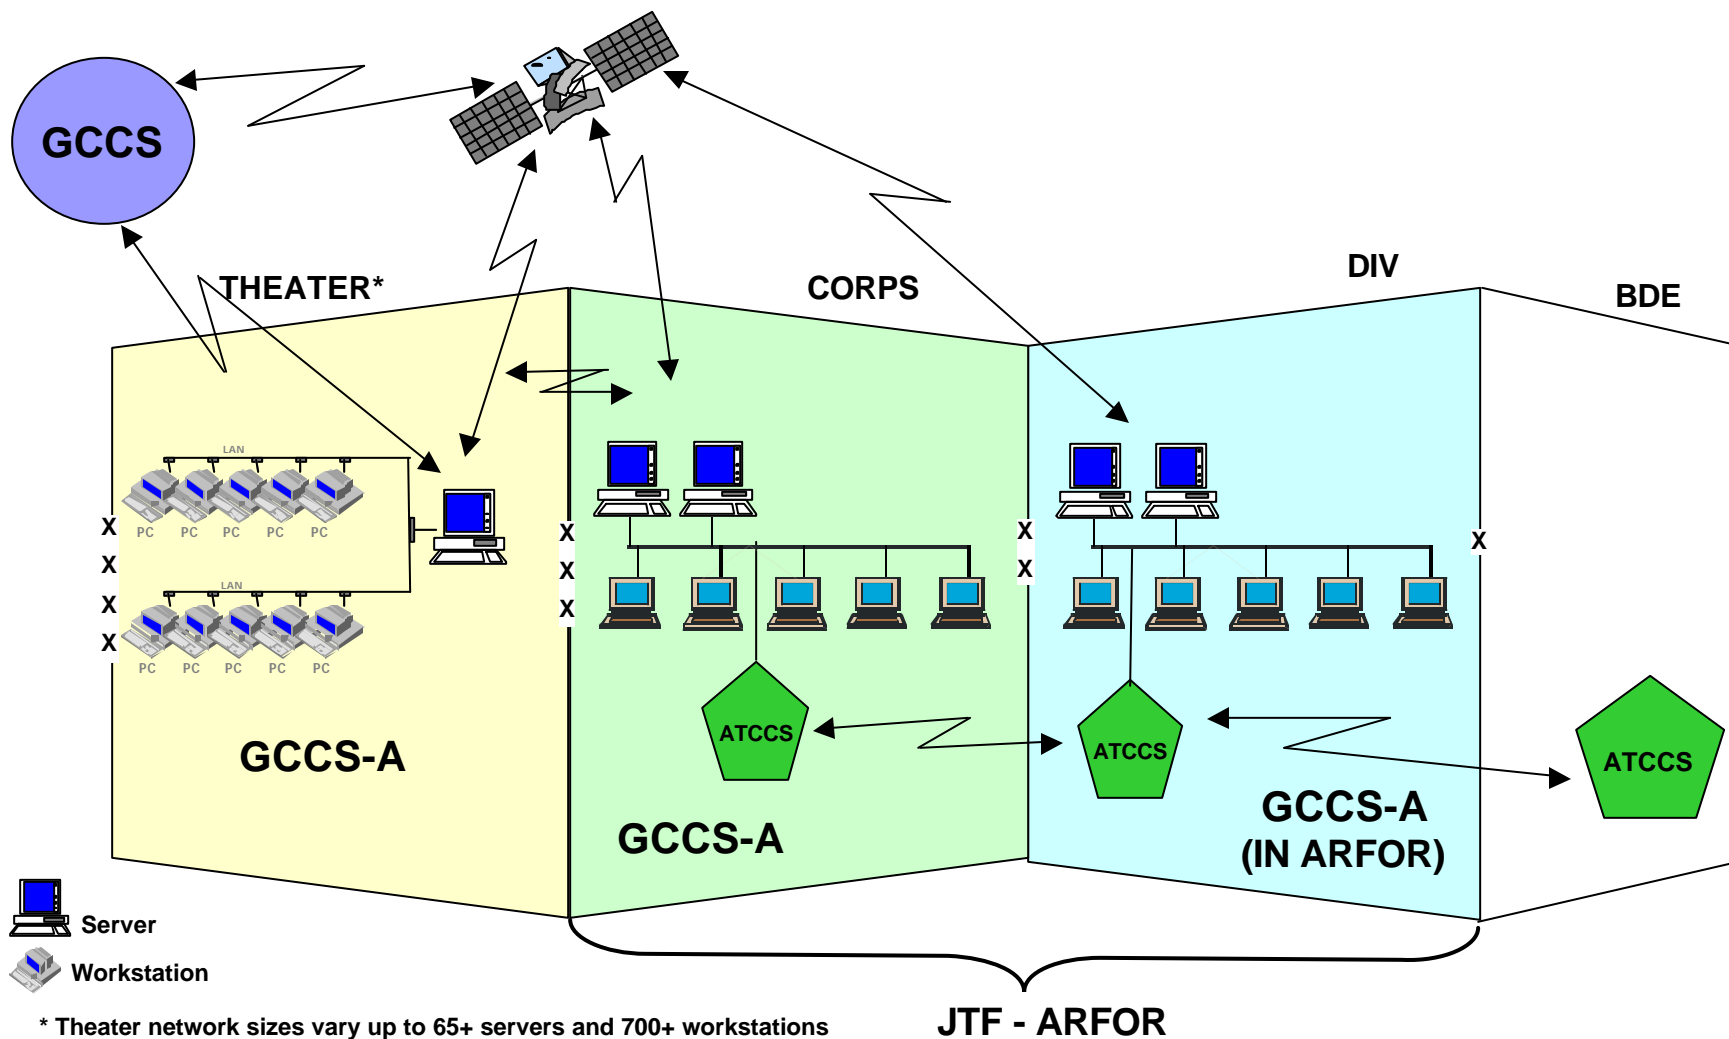 GCCS
THEATER*
CORPS
DIV
BDE
LAN
PC PC PC PC PC
LAN
PC PC PC PC PC
X
X
X
X
X
X
X
X
X
X
ATCCS
ATCCS
ATCCS
GCCS-A
GCCS-A
GCCS-A
(IN ARFOR)
Server
Workstation
* Theater network sizes vary up to 65+ servers and 700+ workstations
JTF - ARFOR